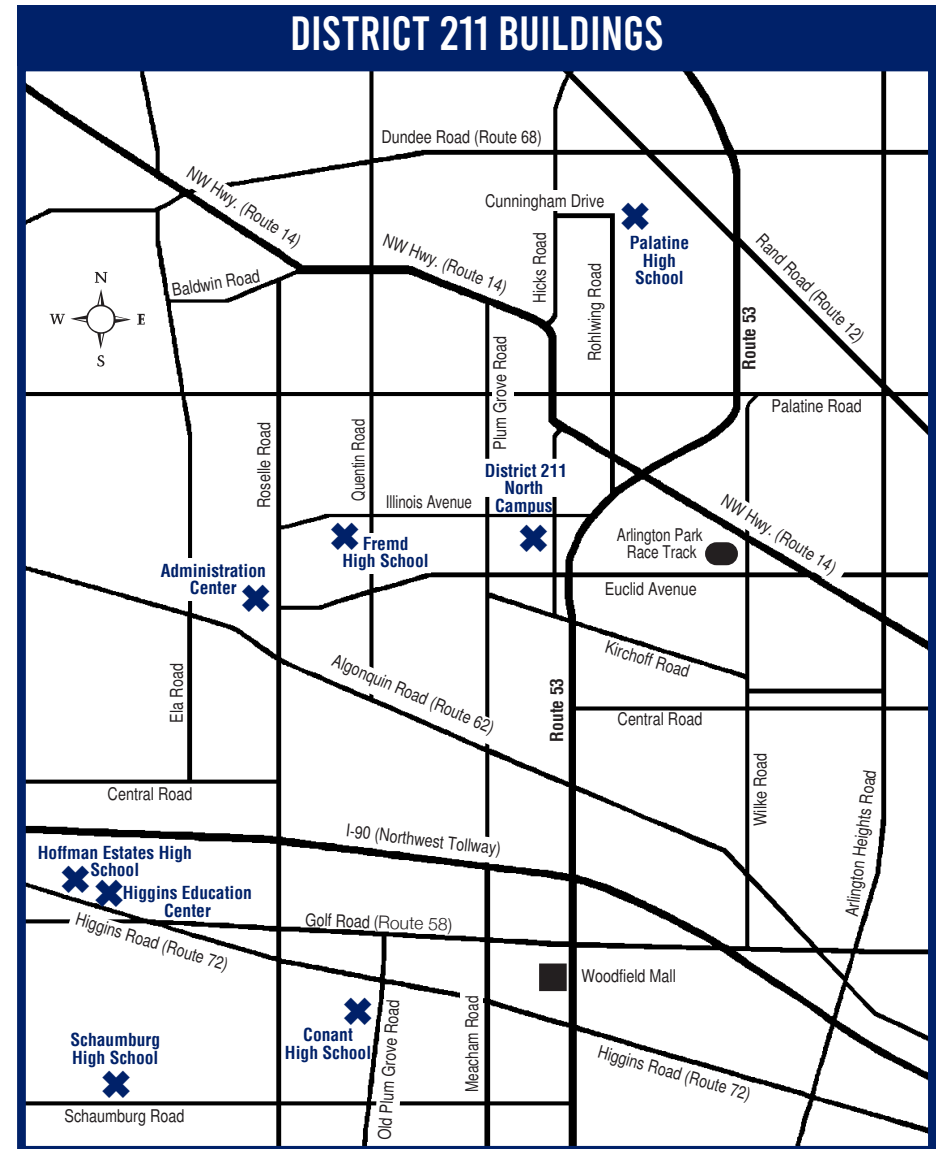 DISTRICT 211 BUILDINGS
Dundee Road (Route 68)
NW Hwy. (Route 14)
Cunningham Drive
Palatine
High
School
NW Hwy. (Route 14)
Hicks Road
Rohlwing Road
Rand Road (Route 12)
Route 53
N
W
E
S
Baldwin Road
Plum Grove Road
Palatine Road
Roselle Road
Quentin Road
District 211
North
Campus
Illinois Avenue
NW Hwy. (Route 14)
Arlington Park
Race Track
Fremd
High School
Administration
Center
Euclid Avenue
Kirchoff Road
Algonquin Road (Route 62)
Ela Road
Route 53
Central Road
Wilke Road
Arlington Heights Road
Central Road
I-90 (Northwest Tollway)
Hoffman Estates High
School
Higgins Education
Center
Golf Road (Route 58)
Higgins Road (Route 72)
Woodfield Mall
Conant
High School
Old Plum Grove Road
Meacham Road
Schaumburg
High School
Higgins Road (Route 72)
Schaumburg Road